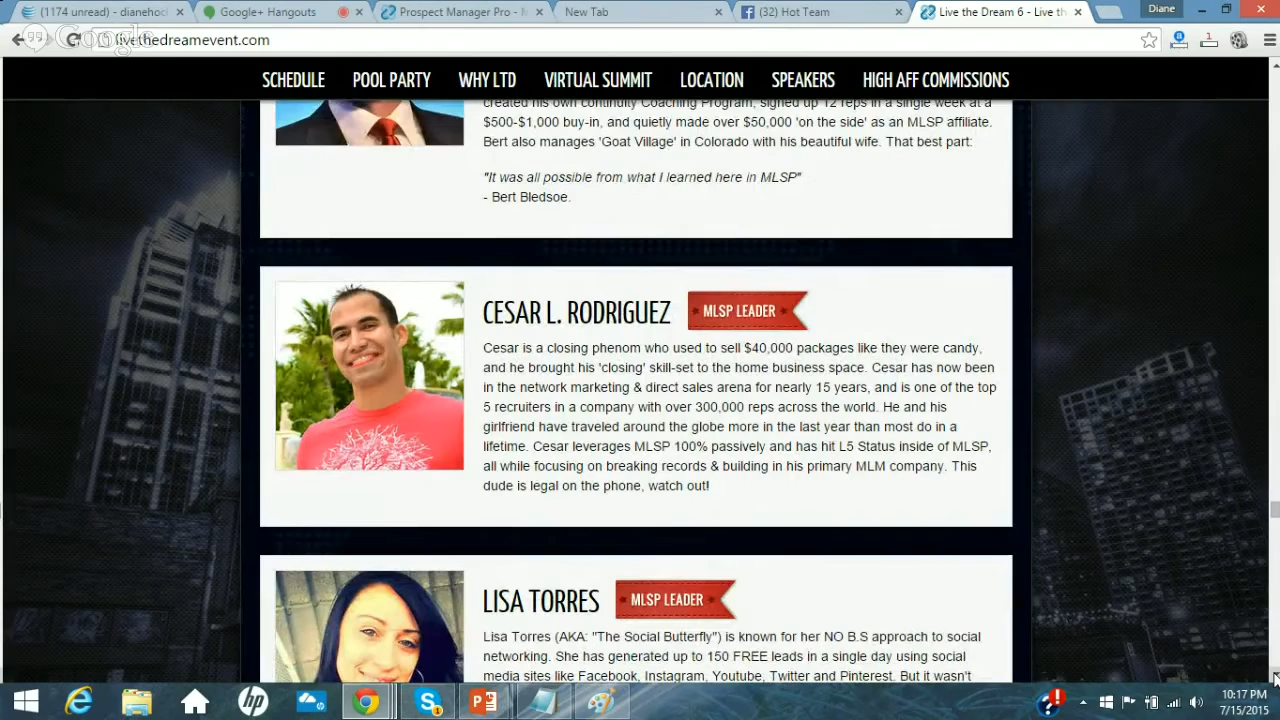 (1174 unread) - dianehocl
Google+ Hangouts
Prospect Manager Pro - M
New Tab
(32) Hot Team
Live the Dream 6 - Live th
Diane
Google
livethedreamevent.com
1
SCHEDULE POOL PARTY WHY LTD VIRTUAL SUMMIT LOCATION SPEAKERS HIGH AFF COMMISSIONS
created his own continuity Coaching Program, signed up 12 reps in a single week at a
$500-$1,000 buy-in, and quietly made over $50,000 'on the side' as an MLSP affiliate.
Bert also manages 'Goat Village' in Colorado with his beautiful wife. That best part:
"It was all possible from what I learned here in MLSP"
- Bert Bledsoe.
CESAR L. RODRIGUEZ MLSP LEADER
Cesar is a closing phenom who used to sell $40,000 packages like they were candy,
and he brought his 'closing' skill-set to the home business space. Cesar has now been
in the network marketing & direct sales arena for nearly 15 years, and is one of the top
5 recruiters in a company with over 300,000 reps across the world. He and his
girlfriend have traveled around the globe more in the last year than most do in a
lifetime. Cesar leverages MLSP 100% passively and has hit L5 Status inside of MLSP,
all while focusing on breaking records & building in his primary MLM company. This
dude is legal on the phone, watch out!
LISA TORRES MLSP LEADER
Lisa Torres (AKA: "The Social Butterfly") is known for her NO B.S approach to social
networking. She has generated up to 150 FREE leads in a single day using social
media sites like Facebook, Instagram, Youtube, Twitter and Pinterest. But it wasn't
10:17 PM
7/15/2015